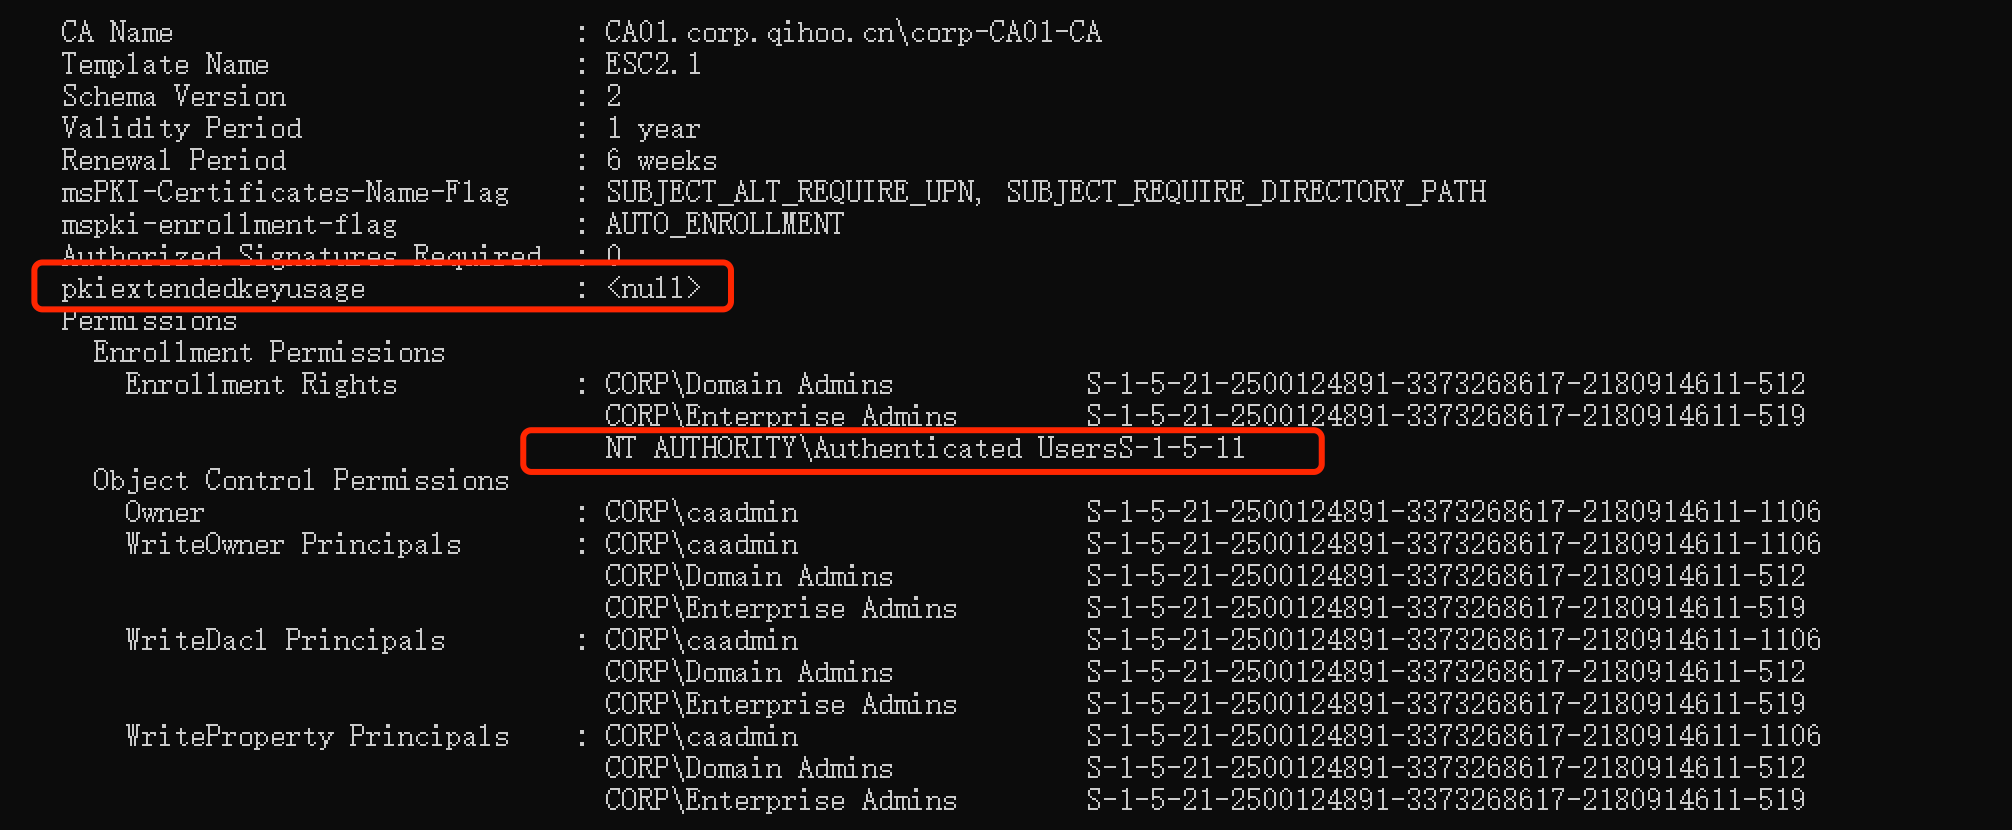 CA Name : CA01.corp.qihoo.cn\corp-CA01-CA
Template Name : ESC2.1
Schema Version : 2
Validity Period : 1 year
Renewal Period : 6 weeks
msPKI-Certificates-Name-Flag : SUBJECT_ALT_REQUIRE_UPN, SUBJECT_REQUIRE_DIRECTORY_PATH
mspki-enrollment-flag : AUTO_ENROLLMENT
Authorized Signatures Required : 0
pkiextendedkeyusage : <null>
Permissions
Enrollment Permissions
Enrollment Rights : CORP\Domain Admins S-1-5-21-2500124891-3373268617-2180914611-512
CORP\Enterprise Admins S-1-5-21-2500124891-3373268617-2180914611-519
NT AUTHORITY\Authenticated UsersS-1-5-11
Object Control Permissions
Owner : CORP\caadmin S-1-5-21-2500124891-3373268617-2180914611-1106
WriteOwner Principals : CORP\caadmin S-1-5-21-2500124891-3373268617-2180914611-1106
CORP\Domain Admins S-1-5-21-2500124891-3373268617-2180914611-512
CORP\Enterprise Admins S-1-5-21-2500124891-3373268617-2180914611-519
WriteDacl Principals : CORP\caadmin S-1-5-21-2500124891-3373268617-2180914611-1106
CORP\Domain Admins S-1-5-21-2500124891-3373268617-2180914611-512
CORP\Enterprise Admins S-1-5-21-2500124891-3373268617-2180914611-519
WriteProperty Principals : CORP\caadmin S-1-5-21-2500124891-3373268617-2180914611-1106
CORP\Domain Admins S-1-5-21-2500124891-3373268617-2180914611-512
CORP\Enterprise Admins S-1-5-21-2500124891-3373268617-2180914611-519